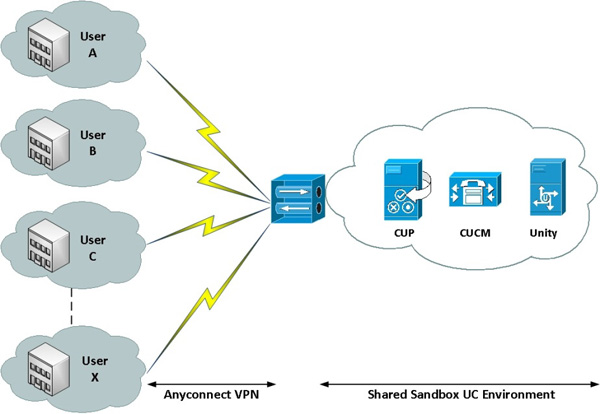 User
A
User
B
User
C
User
X
CUP
CUCM
Unity
Anyconnect VPN
Shared Sandbox UC Environment